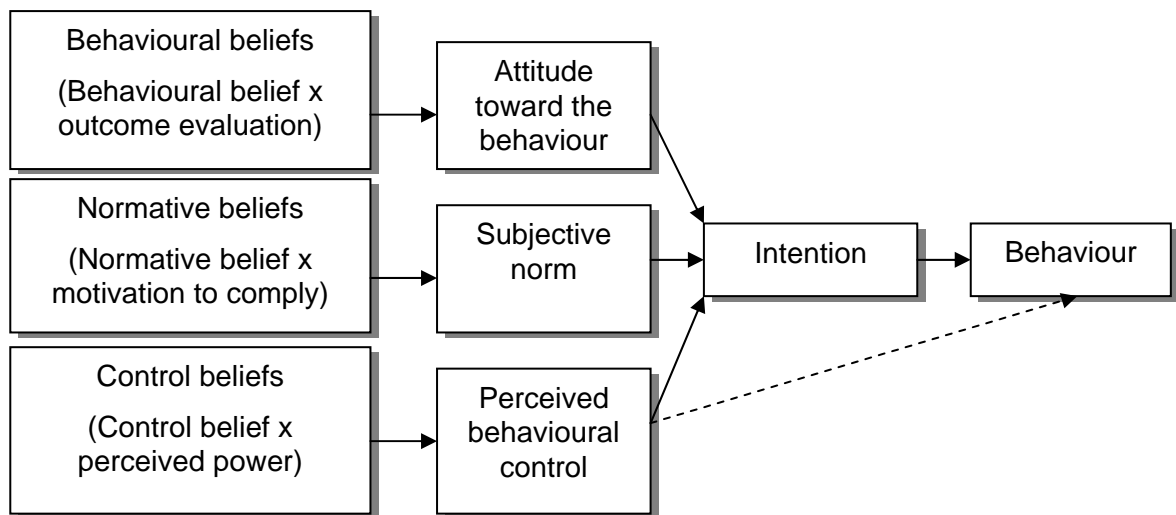 Behavioural beliefs
(Behavioural belief x
outcome evaluation)
Attitude
toward the
behaviour
Normative beliefs
(Normative belief x
motivation to comply)
Subjective
norm
Intention
Behaviour
Control beliefs
(Control belief x
perceived power)
Perceived
behavioural
control